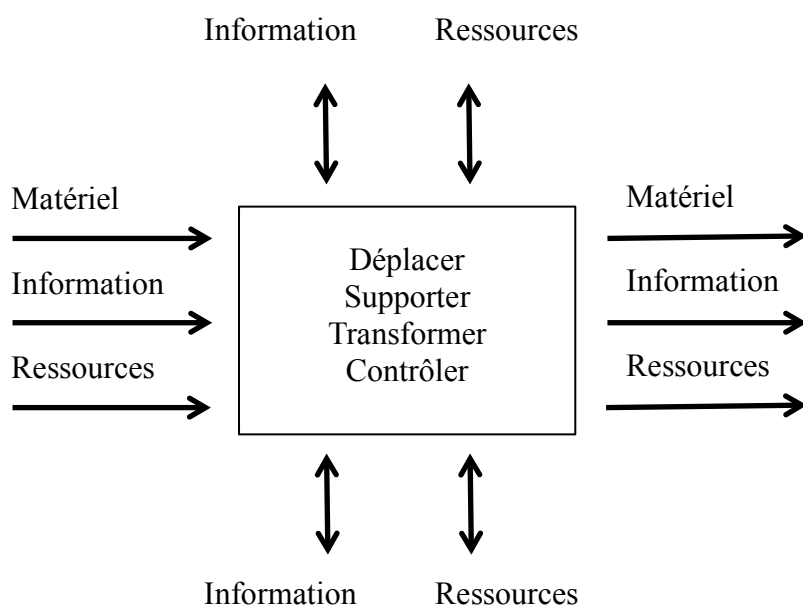 Information Ressources
Matériel
Information
Ressources
Déplacer
Supporter
Transformer
Contrôler
Matériel
Information
Ressources
Information Ressources